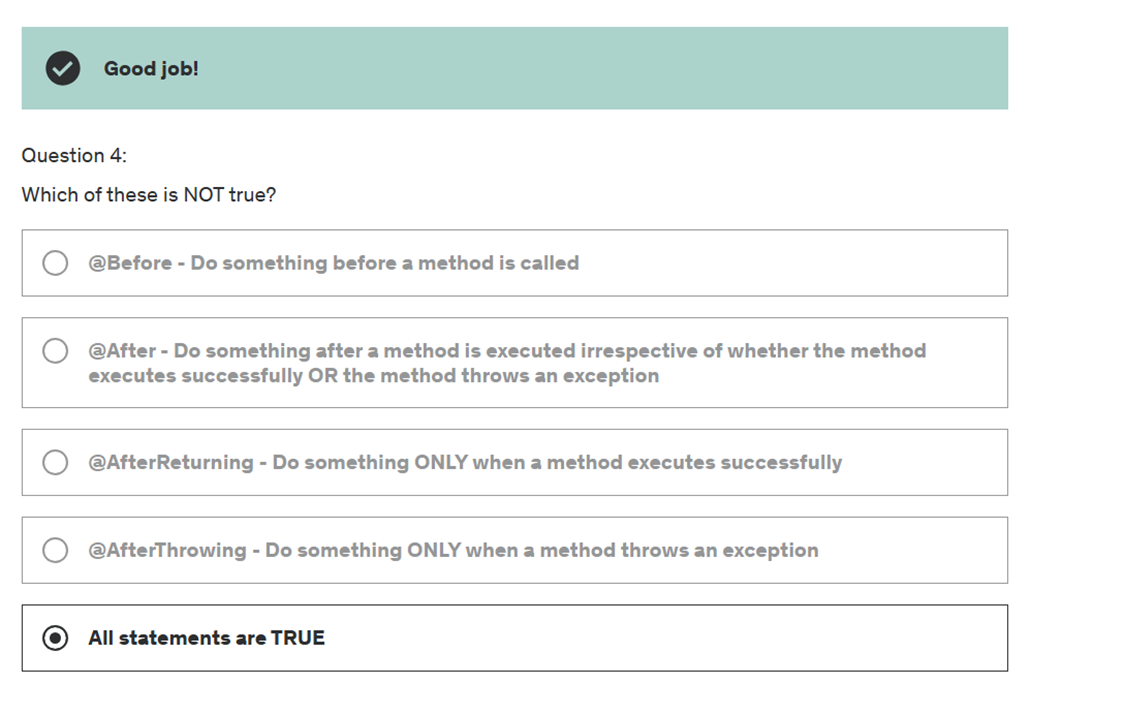 Good job!
Question 4:
Which of these is NOT true?
@Before - Do something before a method is called
@After - Do something after a method is executed irrespective of whether the method
executes successfully OR the method throws an exception
@AfterReturning - Do something ONLY when a method executes successfully
@AfterThrowing - Do something ONLY when a method throws an exception
All statements are TRUE